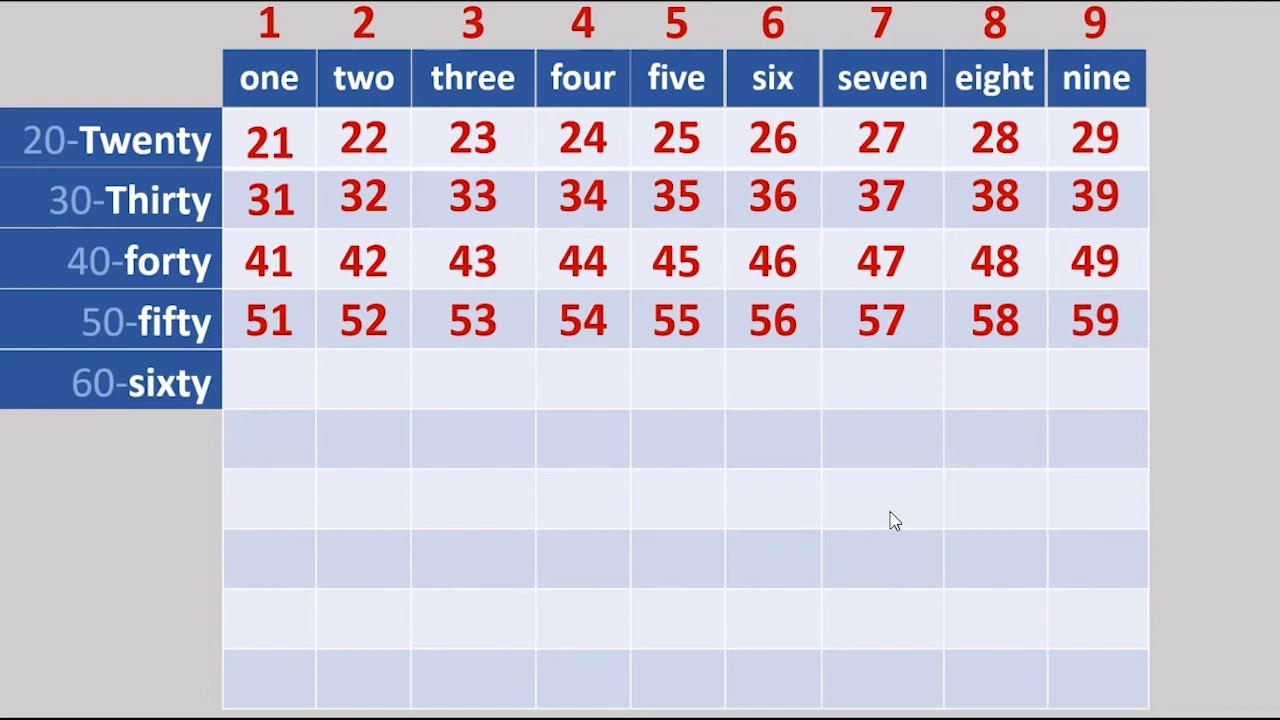 1 2 3 4 5 6 7 8 9
one two three four five six seven eight nine
20-Twenty 21 22 23 24 25 26 27 28 29
30-Thirty 31 32 33 34 35 36 37 38 39
40-forty 41 42 43 44 45 46 47 48 49
50-fifty 51 52 53 54 55 56 57 58 59
60-sixty